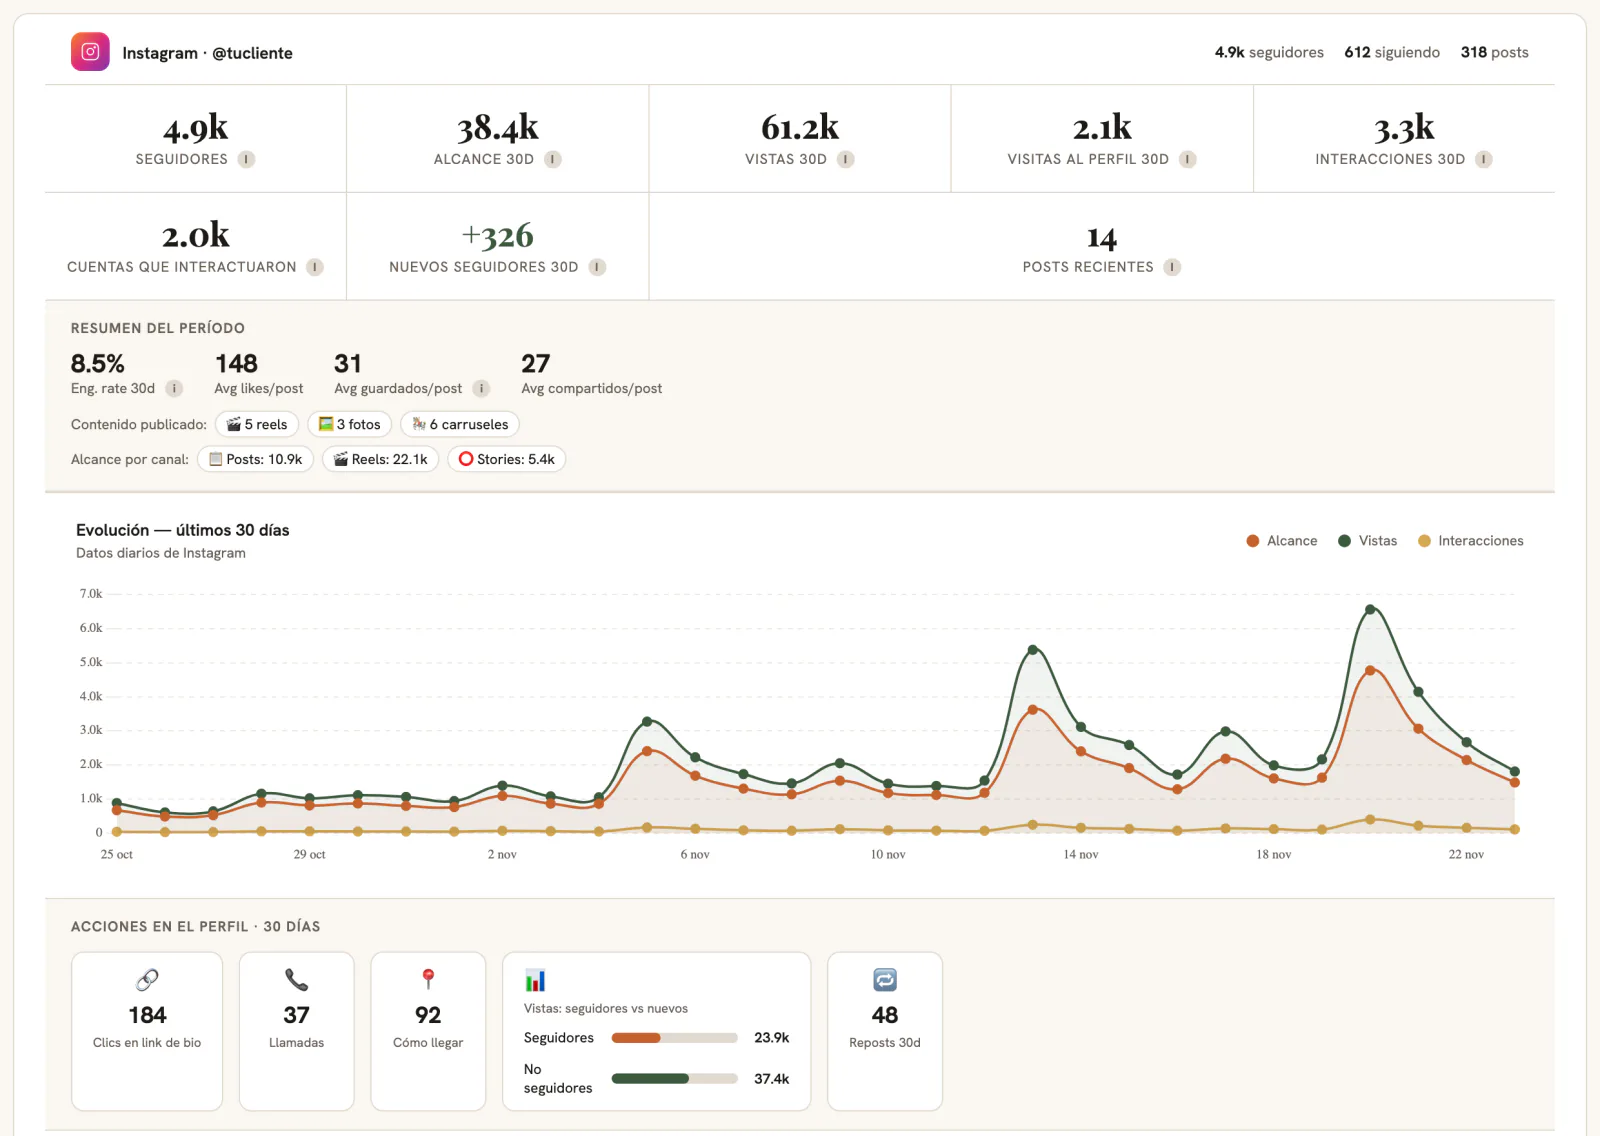 Instagram · @tucliente
4.9k seguidores 612 siguiendo 318 posts
4.9k
SEGUIDORES i
38.4k
ALCANCE 30D i
61.2k
VISTAS 30D i
2.1k
VISITAS AL PERFIL 30D i
3.3k
INTERACCIONES 30D i
2.0k
CUENTAS QUE INTERACTUARON i
+326
NUEVOS SEGUIDORES 30D i
14
POSTS RECIENTES i
RESUMEN DEL PERÍODO
8.5%
Eng. rate 30d i
148
Avg likes/post
31
Avg guardados/post i
27
Avg compartidos/post
Contenido publicado: 5 reels 3 fotos 6 carruseles
Alcance por canal: Posts: 10.9k Reels: 22.1k Stories: 5.4k
Evolución — últimos 30 días
Datos diarios de Instagram
Alcance Vistas Interacciones
7.0k
6.0k
5.0k
4.0k
3.0k
2.0k
1.0k
0
25 oct 29 oct 2 nov 6 nov 10 nov 14 nov 18 nov 22 nov
ACCIONES EN EL PERFIL · 30 DÍAS
184
Clics en link de bio
37
Llamadas
92
Cómo llegar
Vistas: seguidores vs nuevos
Seguidores 23.9k
No
seguidores 37.4k
48
Reposts 30d